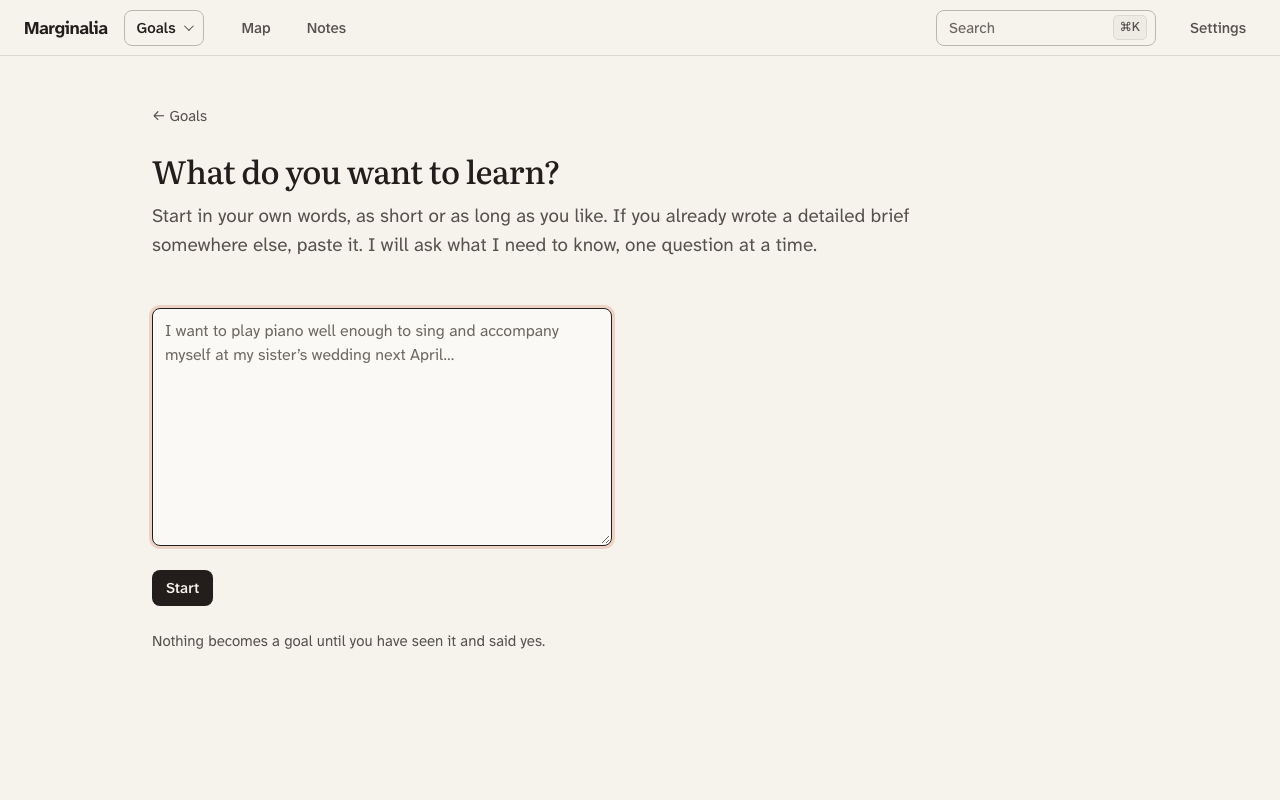 Marginalia
Goals
Map
Notes
Search
⌘K
Settings
← Goals
What do you want to learn?
Start in your own words, as short or as long as you like. If you already wrote a detailed brief
somewhere else, paste it. I will ask what I need to know, one question at a time.
I want to play piano well enough to sing and accompany
myself at my sister’s wedding next April…
Start
Nothing becomes a goal until you have seen it and said yes.